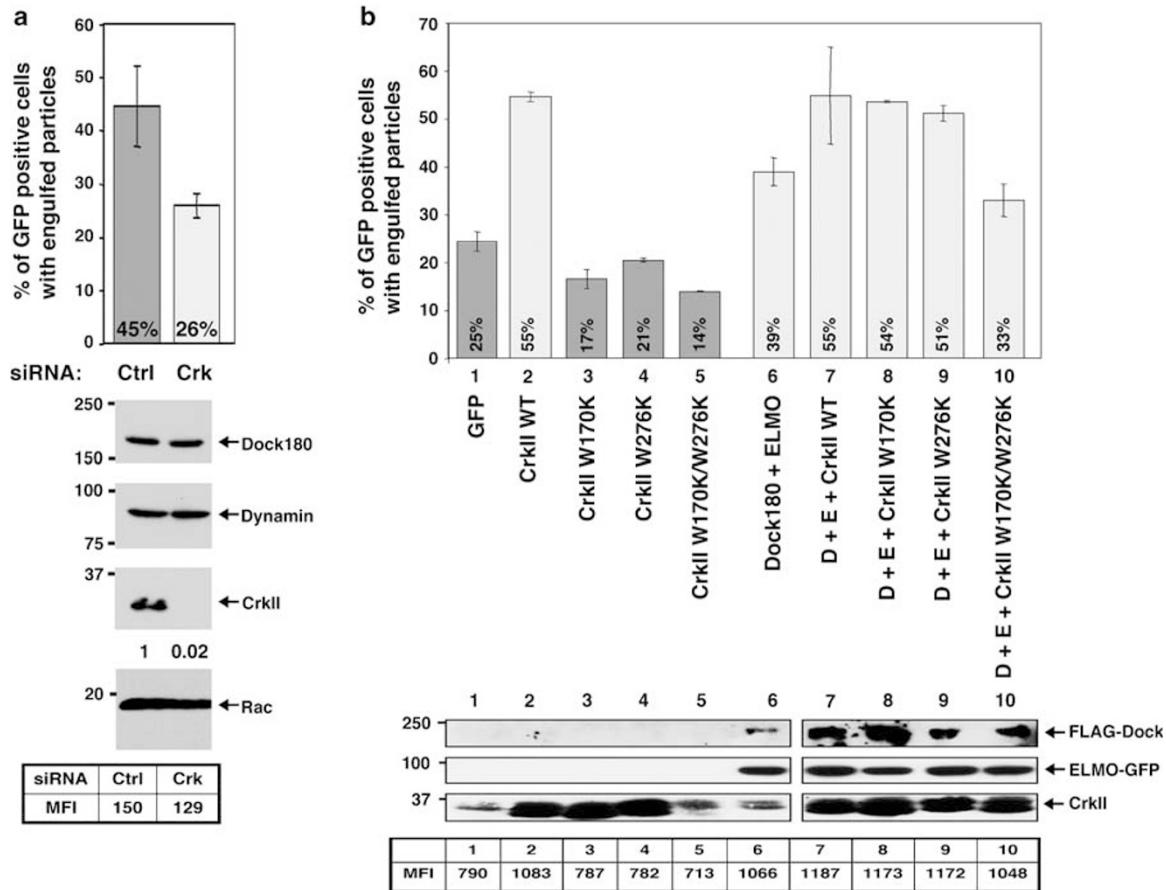 a
% of GFP positive cells
with engulfed particles
60
50
40
30
20
10
0
45% 26%
siRNA: Ctrl Crk
250
150
Dock180
100
75
Dynamin
37
CrkII
1 0.02
20
Rac
siRNA Ctrl Crk
MFI 150 129
b
% of GFP positive cells
with engulfed particles
70
60
50
40
30
20
10
0
25% 55% 17% 21% 14% 39% 55% 54% 51% 33%
1 2 3 4 5 6 7 8 9 10
GFP
CrkII WT
CrkII W170K
CrkII W276K
CrkII W170K/W276K
Dock180 + ELMO
D + E + CrkII WT
D + E + CrkII W170K
D + E + CrkII W276K
D + E + CrkII W170K/W276K
1 2 3 4 5 6 7 8 9 10
250
FLAG-Dock
100
ELMO-GFP
37
CrkII
1 2 3 4 5 6 7 8 9 10
MFI 790 1083 787 782 713 1066 1187 1173 1172 1048